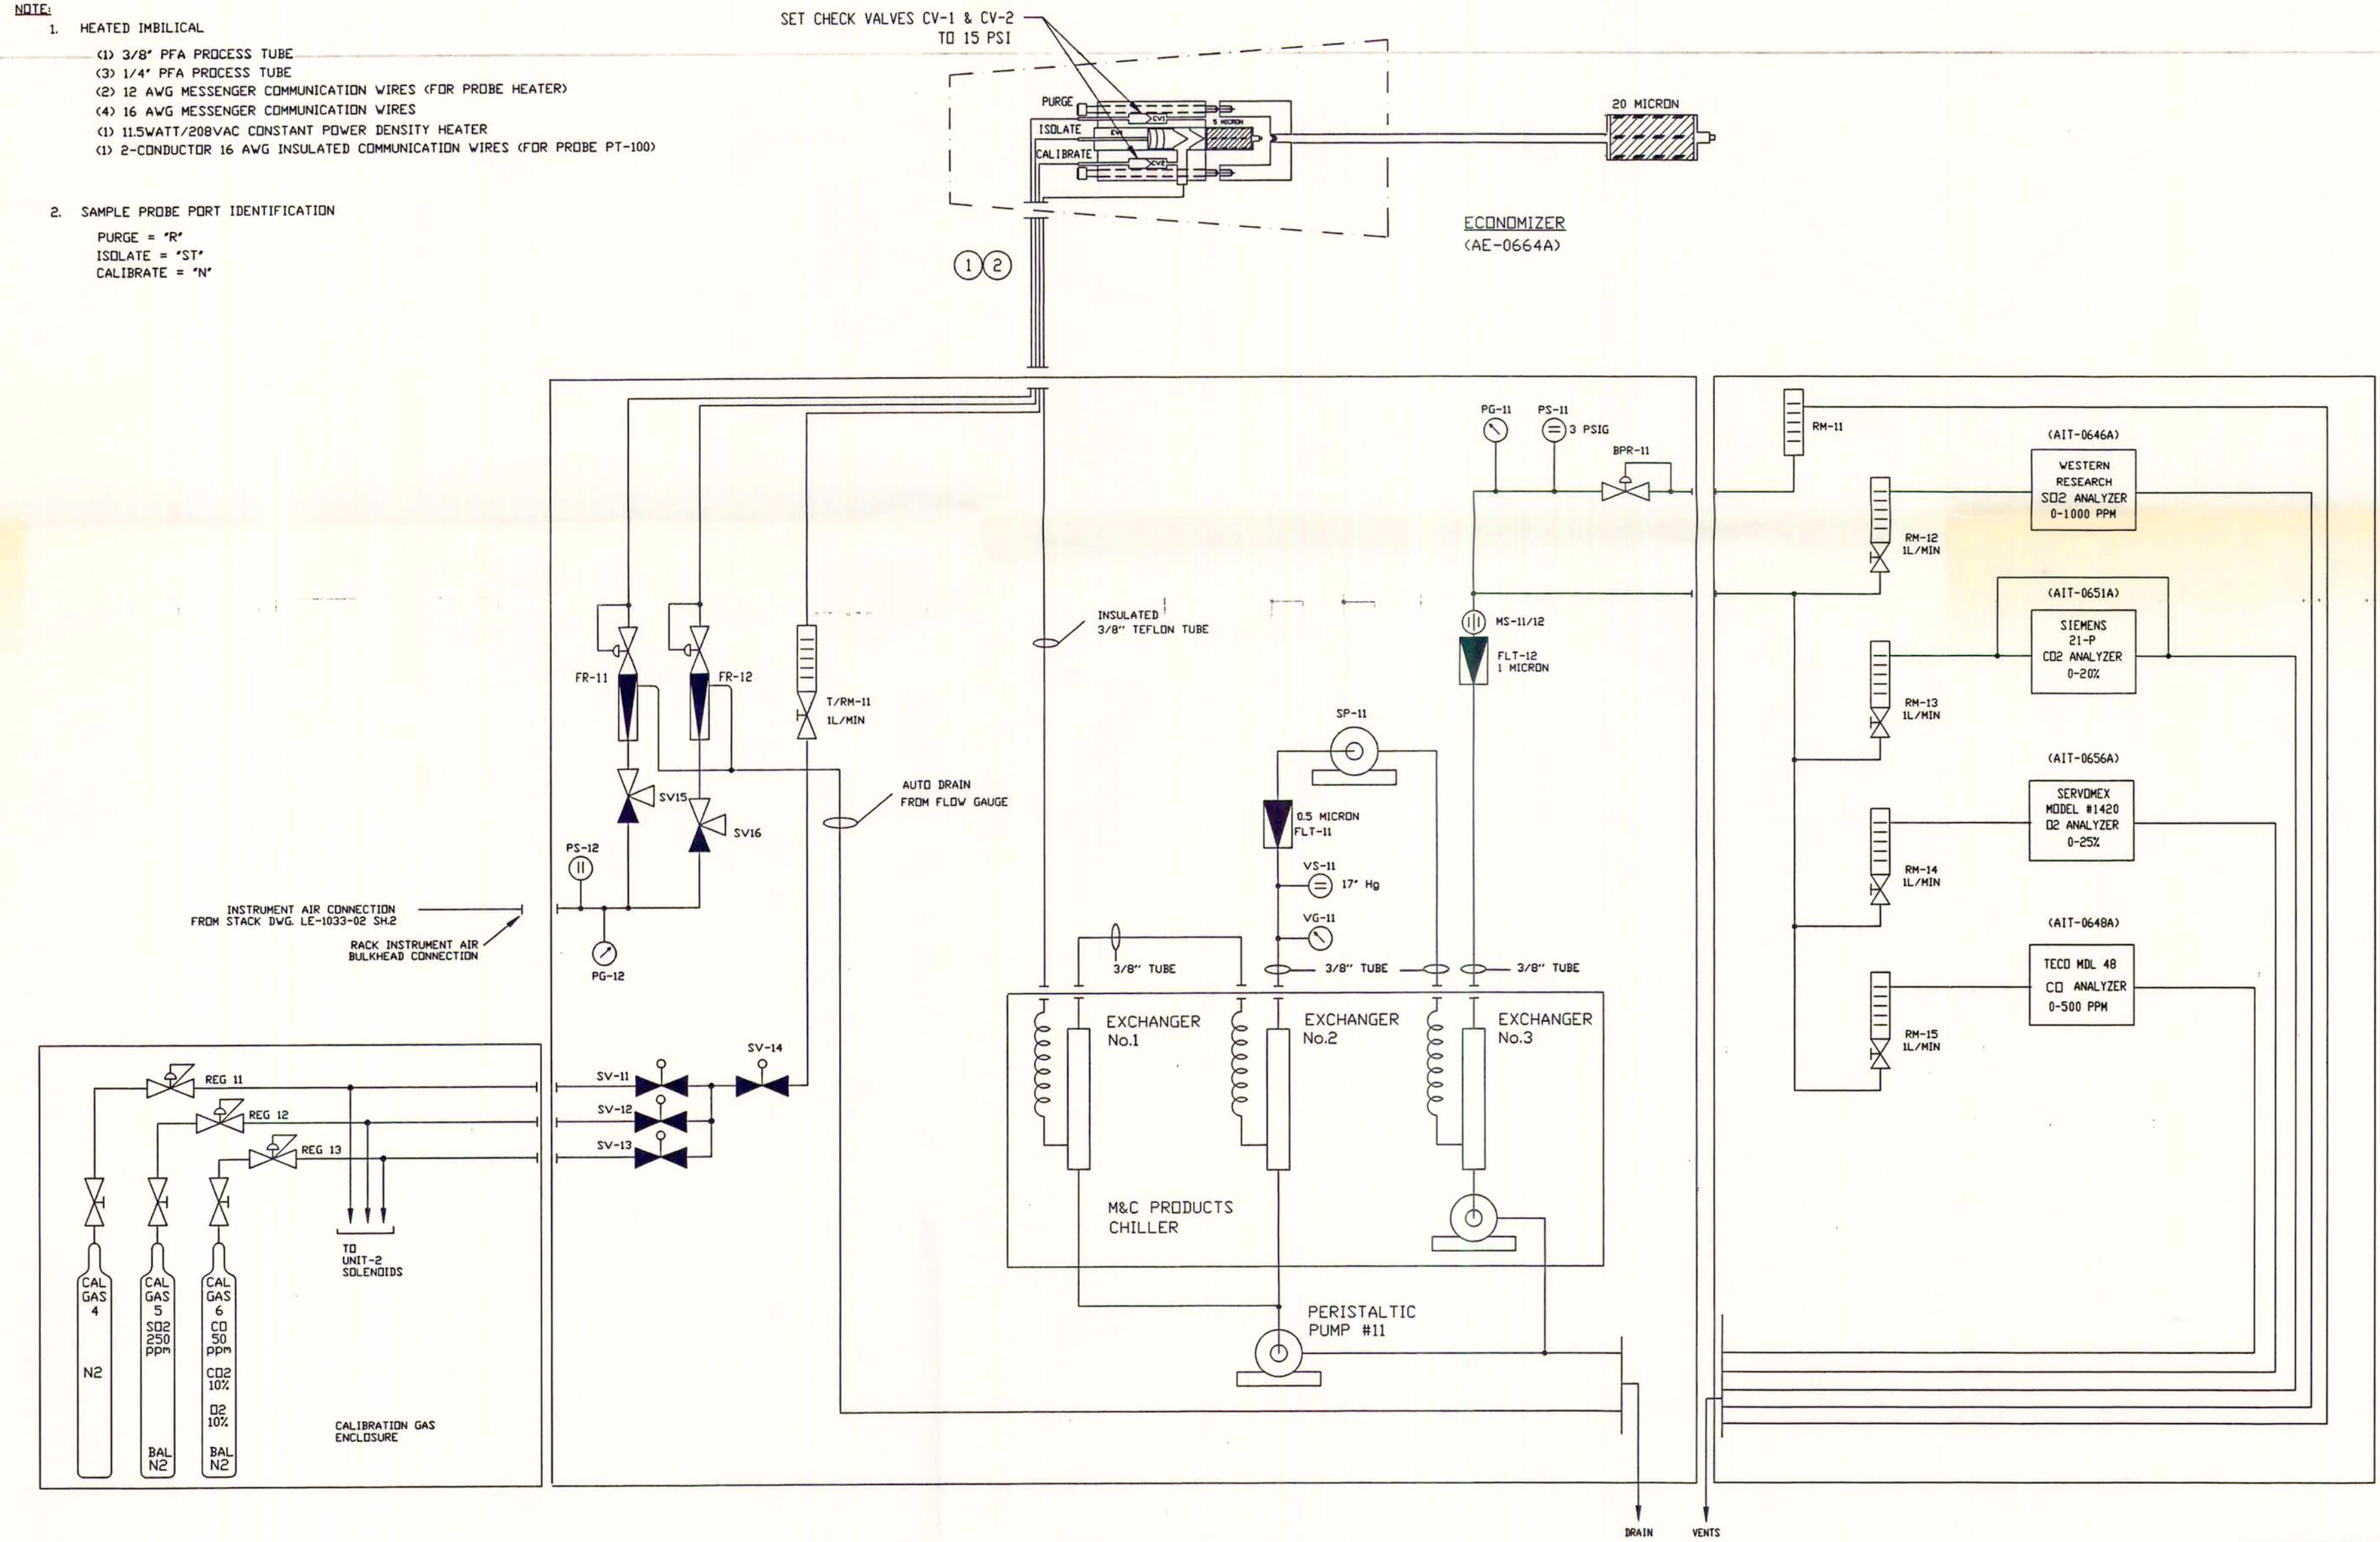 NOTE:
1. HEATED IMBILICAL
(1) 3/8" PFA PROCESS TUBE
(3) 1/4" PFA PROCESS TUBE
(2) 12 AWG MESSENGER COMMUNICATION WIRES (FOR PROBE HEATER)
(4) 16 AWG MESSENGER COMMUNICATION WIRES
(1) 11.5WATT/208VAC CONSTANT POWER DENSITY HEATER
(1) 2-CONDUCTOR 16 AWG INSULATED COMMUNICATION WIRES (FOR PROBE PT-100)
2. SAMPLE PROBE PORT IDENTIFICATION
PURGE = "R"
ISOLATE = "ST"
CALIBRATE = "N"
SET CHECK VALVES CV-1 & CV-2
TO 15 PSI
PURGE
ISOLATE
CALIBRATE
CV1
5 MICRON
CV2
20 MICRON
ECONOMIZER
(AE-0664A)
1 2
PG-11
PS-11
3 PSIG
BPR-11
INSULATED
3/8" TEFLON TUBE
MS-11/12
FLT-12
1 MICRON
FR-11
FR-12
T/RM-11
1L/MIN
SP-11
SV15
SV16
AUTO DRAIN
FROM FLOW GAUGE
0.5 MICRON
FLT-11
VS-11
17" Hg
VG-11
PS-12
INSTRUMENT AIR CONNECTION
FROM STACK DWG. LE-1033-02 SH.2
RACK INSTRUMENT AIR
BULKHEAD CONNECTION
PG-12
3/8" TUBE
3/8" TUBE
3/8" TUBE
EXCHANGER
No.1
EXCHANGER
No.2
EXCHANGER
No.3
M&C PRODUCTS
CHILLER
PERISTALTIC
PUMP #11
SV-14
SV-11
SV-12
SV-13
REG 11
REG 12
REG 13
TO
UNIT-2
SOLENOIDS
CAL
GAS
4
N2
CAL
GAS
5
SO2
250
ppm
BAL
N2
CAL
GAS
6
CO
50
ppm
CO2
10%
O2
10%
BAL
N2
CALIBRATION GAS
ENCLOSURE
RM-11
(AIT-0646A)
WESTERN
RESEARCH
SO2 ANALYZER
0-1000 PPM
RM-12
1L/MIN
(AIT-0651A)
SIEMENS
21-P
CO2 ANALYZER
0-20%
RM-13
1L/MIN
(AIT-0656A)
SERVOMEX
MODEL #1420
O2 ANALYZER
0-25%
RM-14
1L/MIN
(AIT-0648A)
TECO MDL 48
CO ANALYZER
0-500 PPM
RM-15
1L/MIN
DRAIN
VENTS